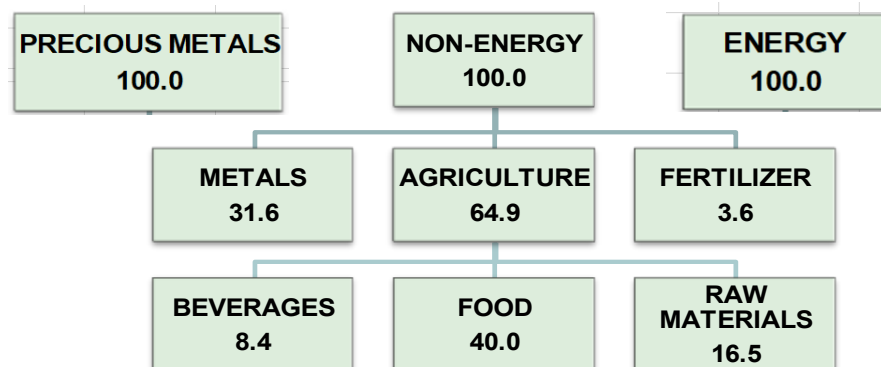 PRECIOUS METALS
100.0
NON-ENERGY
100.0
ENERGY
100.0
METALS
31.6
AGRICULTURE
64.9
FERTILIZER
3.6
BEVERAGES
8.4
FOOD
40.0
RAW
MATERIALS
16.5